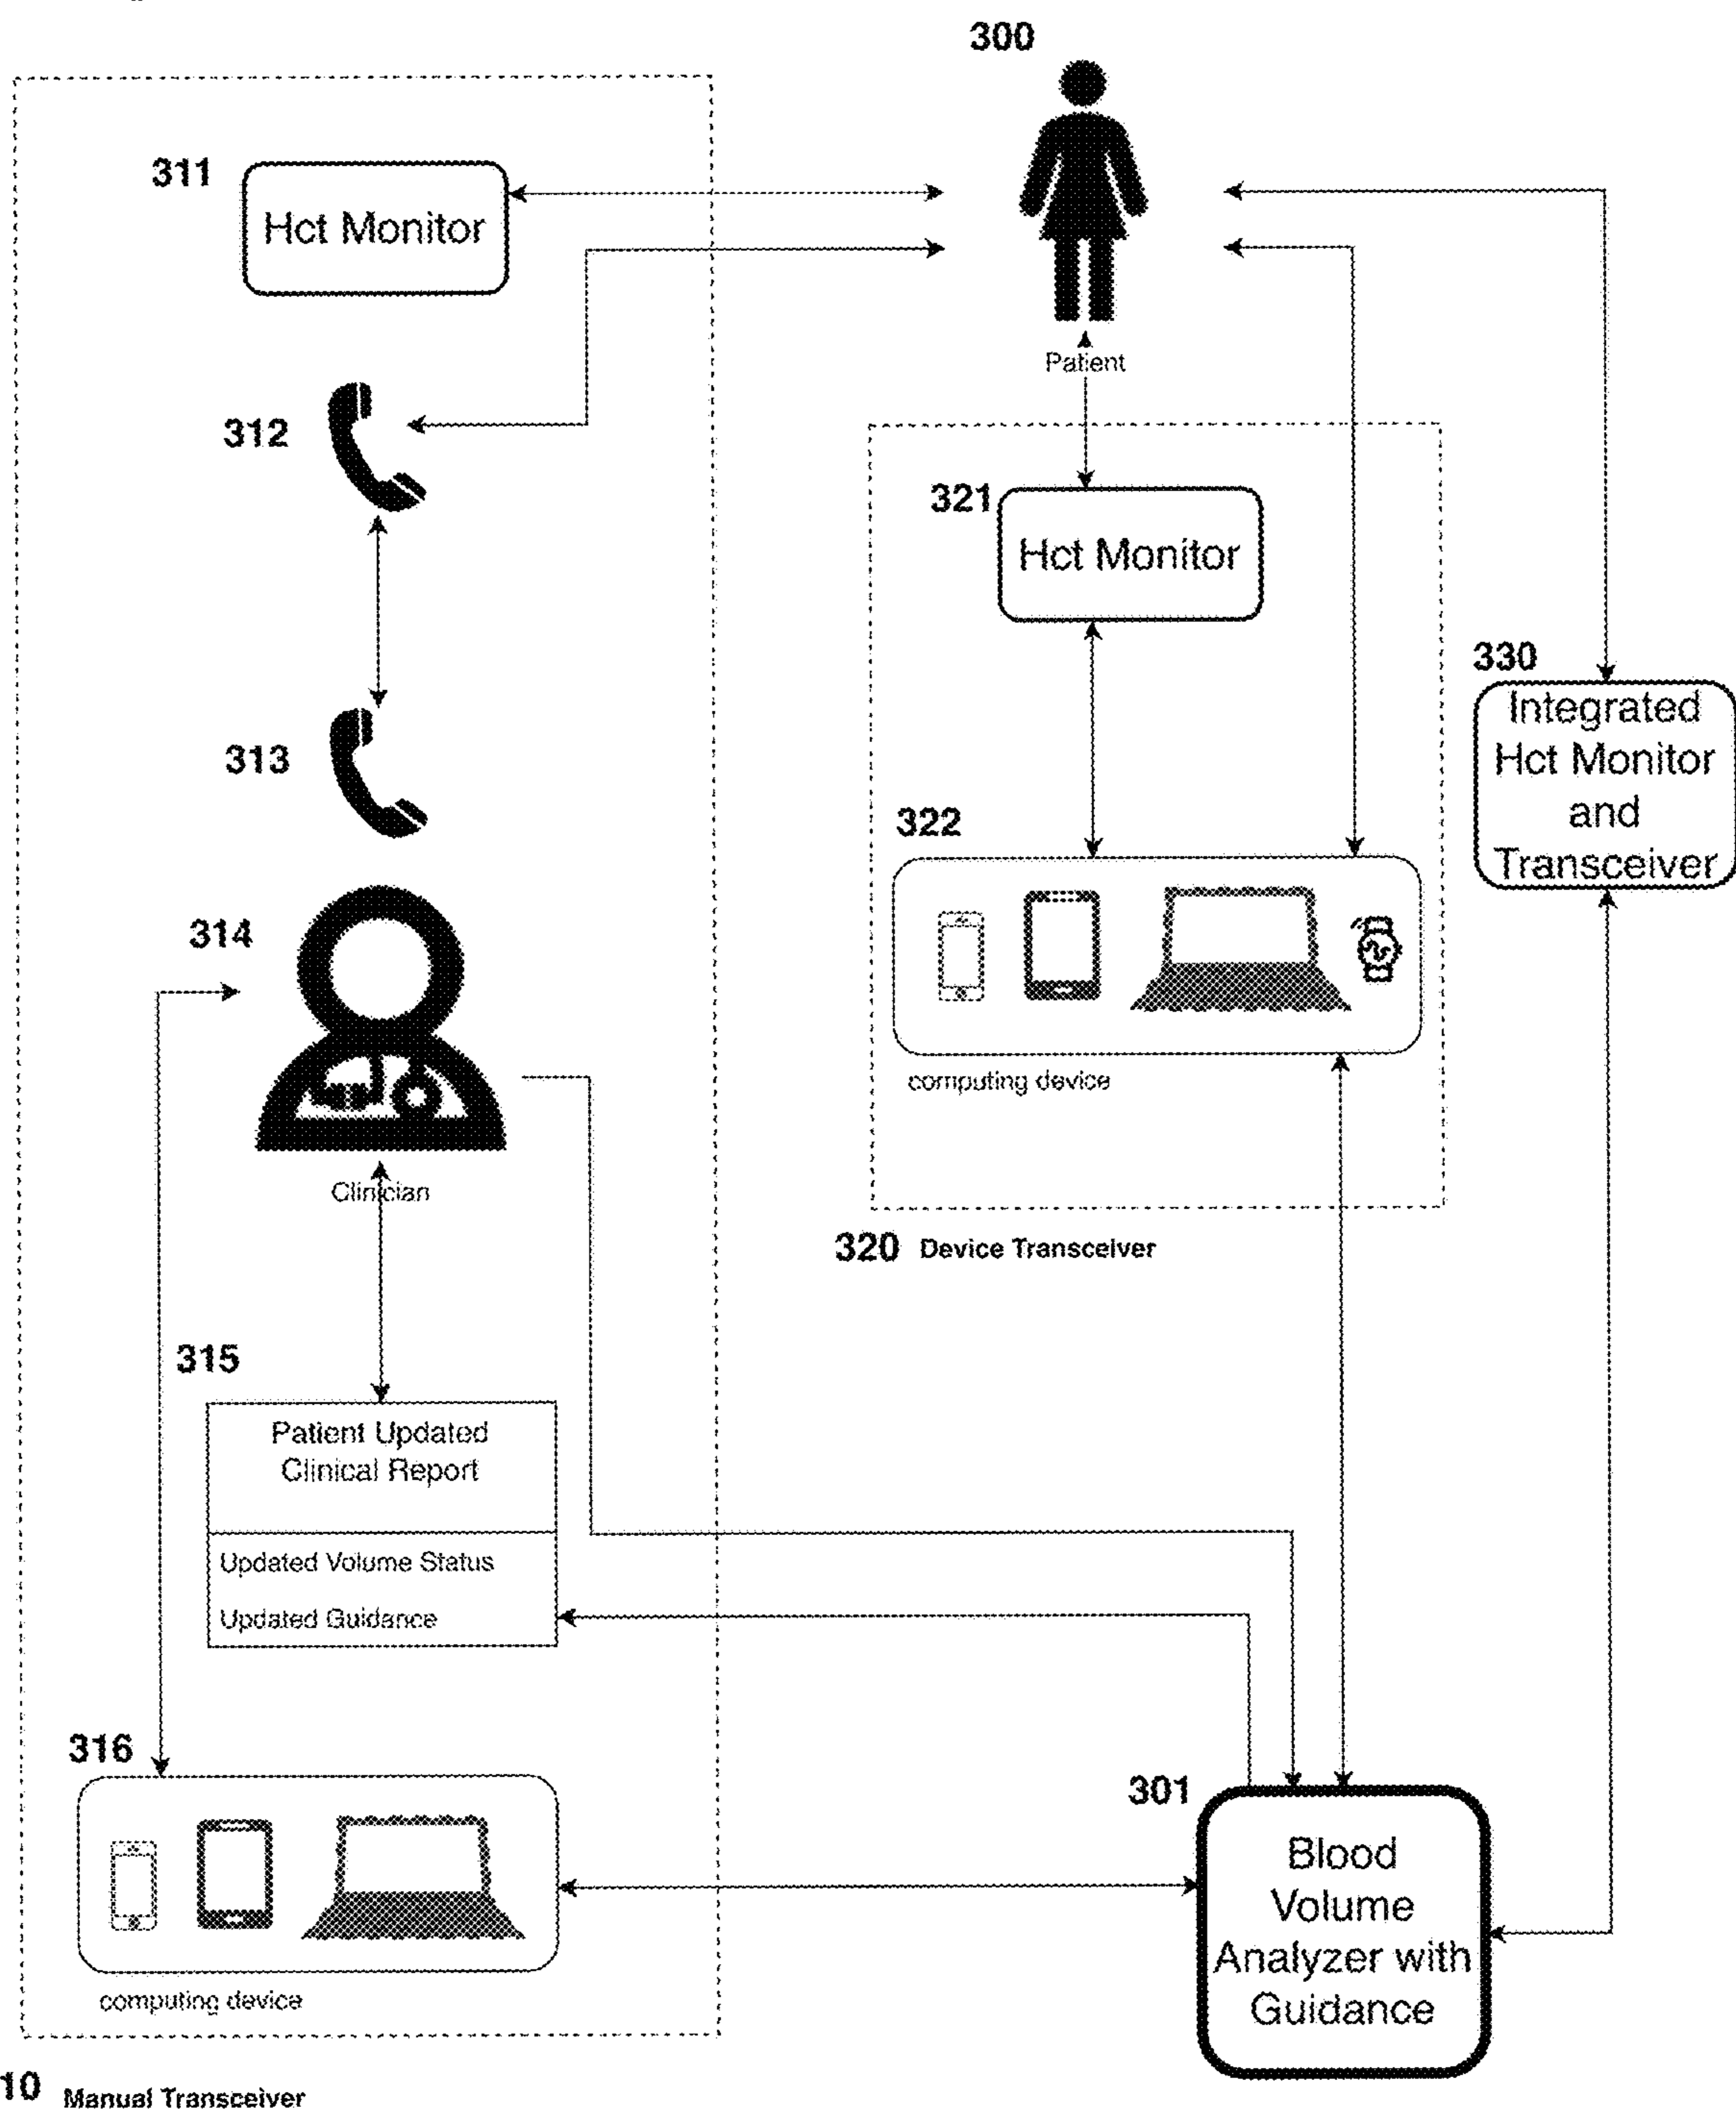 300
311
Hct Monitor
Patient
312
321
Hct Monitor
330
Integrated
Hct Monitor
and
Transceiver
313
322
314
computing device
Clinician
320 Device Transceiver
315
Patient Updated
Clinical Report
Updated Volume Status
Updated Guidance
316
301
Blood
Volume
Analyzer with
Guidance
computing device
10 Manual Transceiver